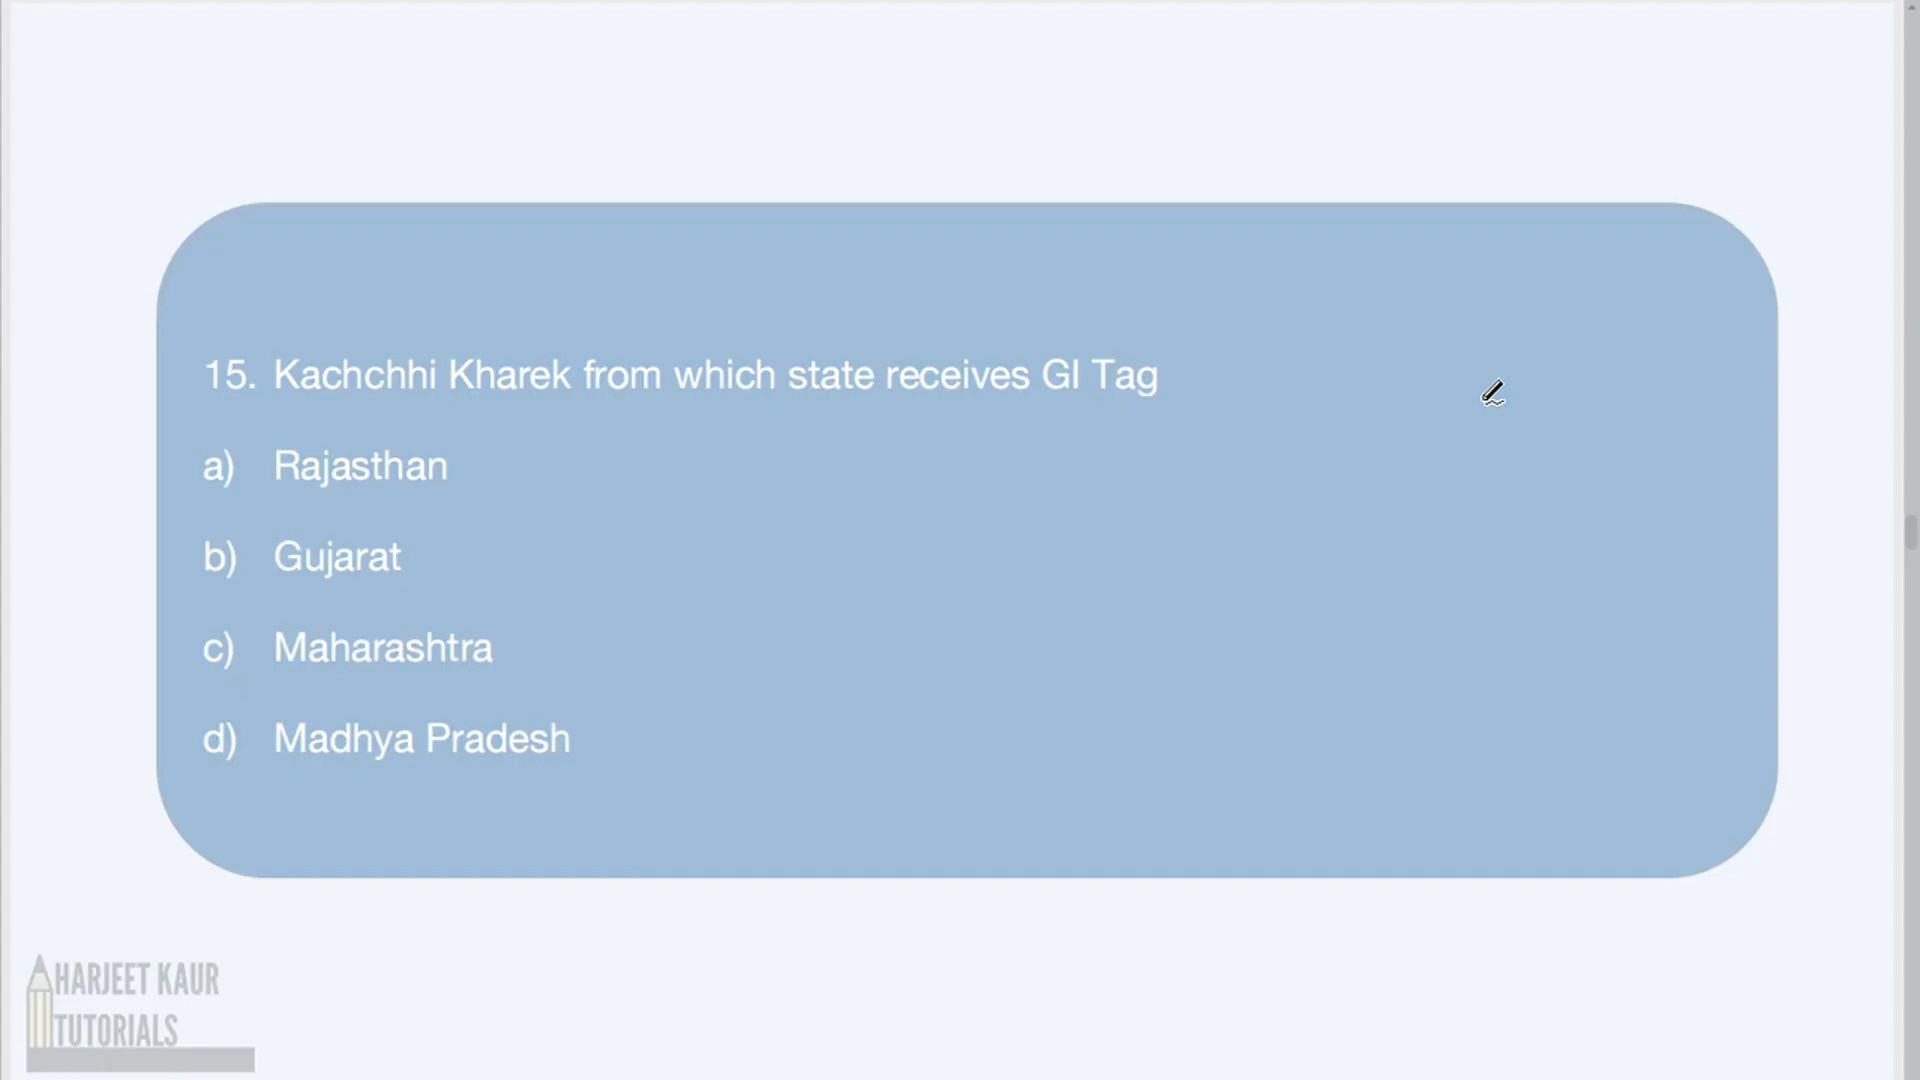 15. Kachchhi Kharek from which state receives GI Tag
a) Rajasthan
b) Gujarat
c) Maharashtra
d) Madhya Pradesh
HARJEET KAUR
TUTORIALS